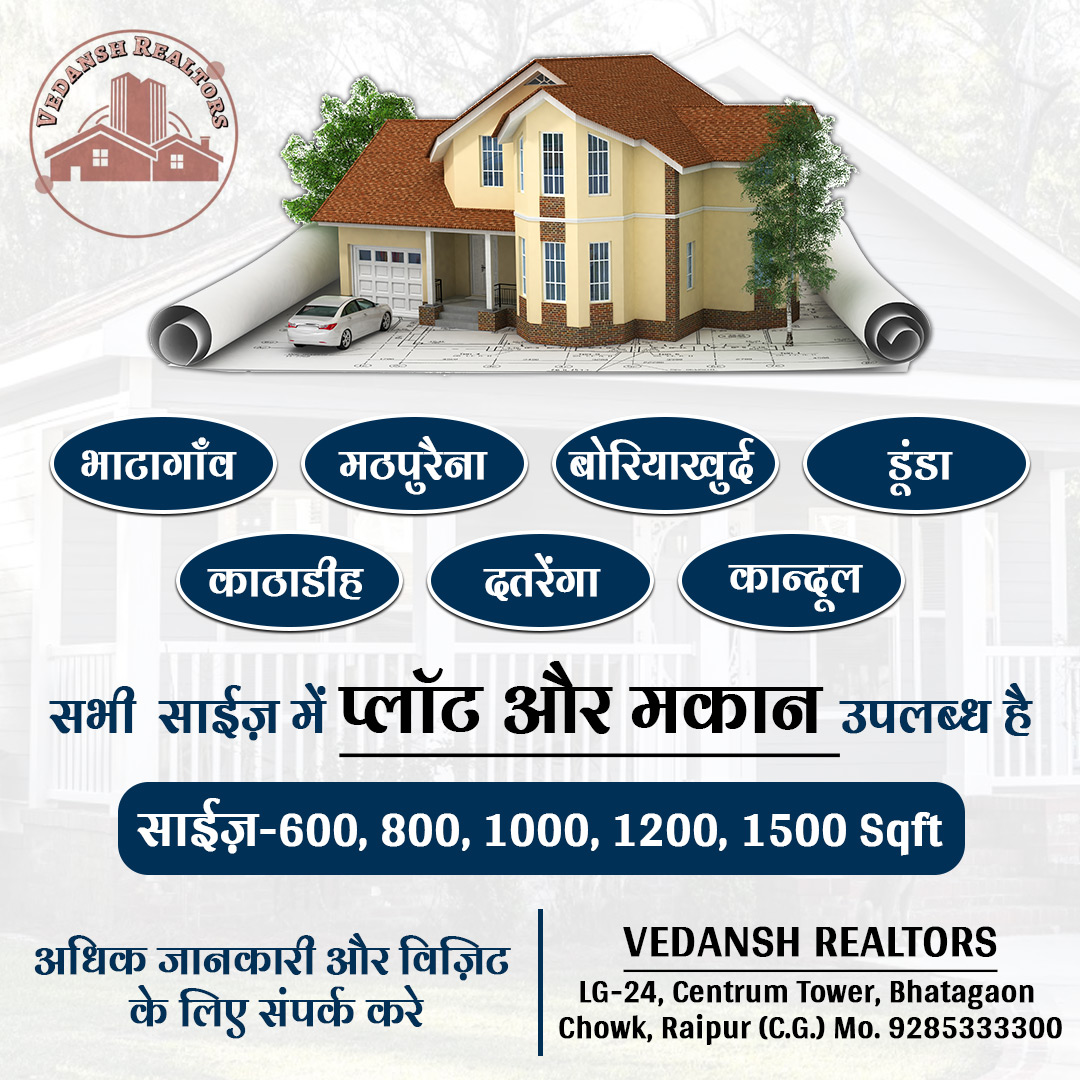 VEDANSH REALTORS
भाटागाँव
मठपुरैना
बोरियाखुर्द
डूंडा
काठाडीह
दतरेंगा
कान्दूल
सभी साईज़ में प्लॉट और मकान उपलब्ध है
साईज़-600, 800, 1000, 1200, 1500 Sqft
अधिक जानकारी और विज़िट
के लिए संपर्क करे
VEDANSH REALTORS
LG-24, Centrum Tower, Bhatagaon
Chowk, Raipur (C.G.) Mo. 9285333300